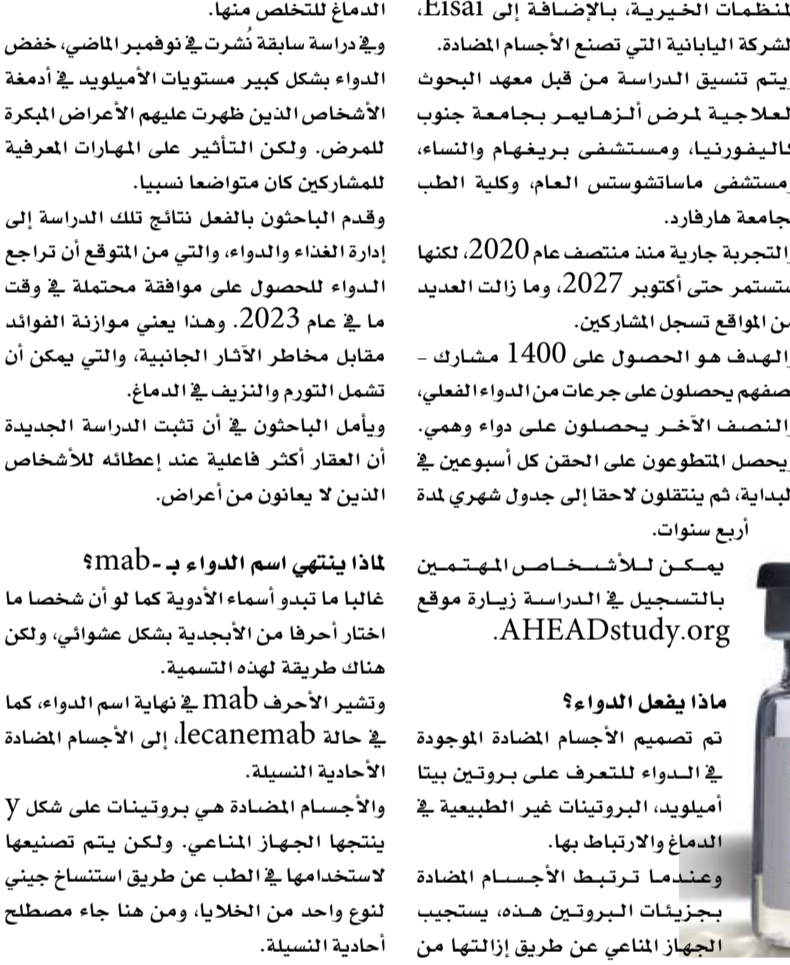 لمنظمات الخيرية، بالإضافة إلى Eisai،
لشركة اليابانية التي تصنع الأجسام المضادة.
يتم تنسيق الدراسة من قبل معهد البحوث
لعلاجية لمرض ألزهايمر بجامعة جنوب
كاليفورنيا، ومستشفى بريغهام والنساء،
ومستشفى ماساتشوستس العام، وكلية الطب
جامعة هارفارد.
التجربة جارية منذ منتصف عام 2020، لكنها
ستستمر حتى أكتوبر 2027، وما زالت العديد
من المواقع تسجل المشاركين.
الهدف هو الحصول على 1400 مشارك -
صفهم يحصلون على جرعات من الدواء الفعلي،
النصف الآخر يحصلون على دواء وهمي.
يحصل المتطوعون على الحقن كل أسبوعين في
لبداية، ثم ينتقلون لاحقا إلى جدول شهري لمدة
أربع سنوات.
يمكن للأشخاص المهتمين
بالتسجيل في الدراسة زيارة موقع
AHEADstudy.org.
ماذا يفعل الدواء؟
تم تصميم الأجسام المضادة الموجودة
في الدواء للتعرف على بروتين بيتا
أميلويد، البروتينات غير الطبيعية في
الدماغ والارتباط بها.
وعندما ترتبط الأجسام المضادة
بجزيئات البروتين هذه، يستجيب
الجهاز المناعي عن طريق إزالتها من
الدماغ للتخلص منها.
وفي دراسة سابقة نُشرت في نوفمبر الماضي، خفض
الدواء بشكل كبير مستويات الأميلويد في أدمغة
الأشخاص الذين ظهرت عليهم الأعراض المبكرة
للمرض. ولكن التأثير على المهارات المعرفية
للمشاركين كان متواضعا نسبيا.
وقدم الباحثون بالفعل نتائج تلك الدراسة إلى
إدارة الغذاء والدواء، والتي من المتوقع أن تراجع
الدواء للحصول على موافقة محتملة في وقت
ما في عام 2023. وهذا يعني موازنة الفوائد
مقابل مخاطر الآثار الجانبية، والتي يمكن أن
تشمل التورم والنزيف في الدماغ.
ويأمل الباحثون في أن تثبت الدراسة الجديدة
أن العقار أكثر فاعلية عند إعطائه للأشخاص
الذين لا يعانون من أعراض.
لماذا ينتهي اسم الدواء بـ -mab؟
غالبا ما تبدو أسماء الأدوية كما لو أن شخصا ما
اختار أحرفا من الأبجدية بشكل عشوائي، ولكن
هناك طريقة لهذه التسمية.
وتشير الأحرف mab في نهاية اسم الدواء، كما
في حالة lecanemab، إلى الأجسام المضادة
الأحادية النسيلة.
والأجسام المضادة هي بروتينات على شكل y
ينتجها الجهاز المناعي. ولكن يتم تصنيعها
لاستخدامها في الطب عن طريق استنساخ جيني
لنوع واحد من الخلايا، ومن هنا جاء مصطلح
أحادية النسيلة.